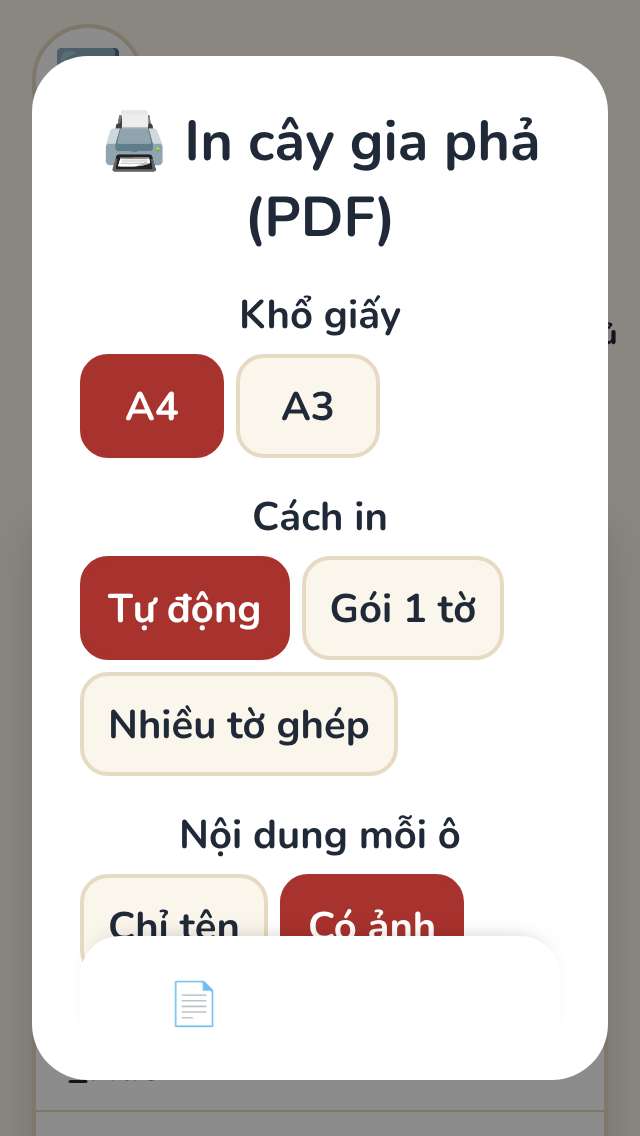 In cây gia phả
(PDF)
Khổ giấy
A4
A3
Cách in
Tự động
Gói 1 tờ
Nhiều tờ ghép
Nội dung mỗi ô
Chỉ tên
Có ảnh